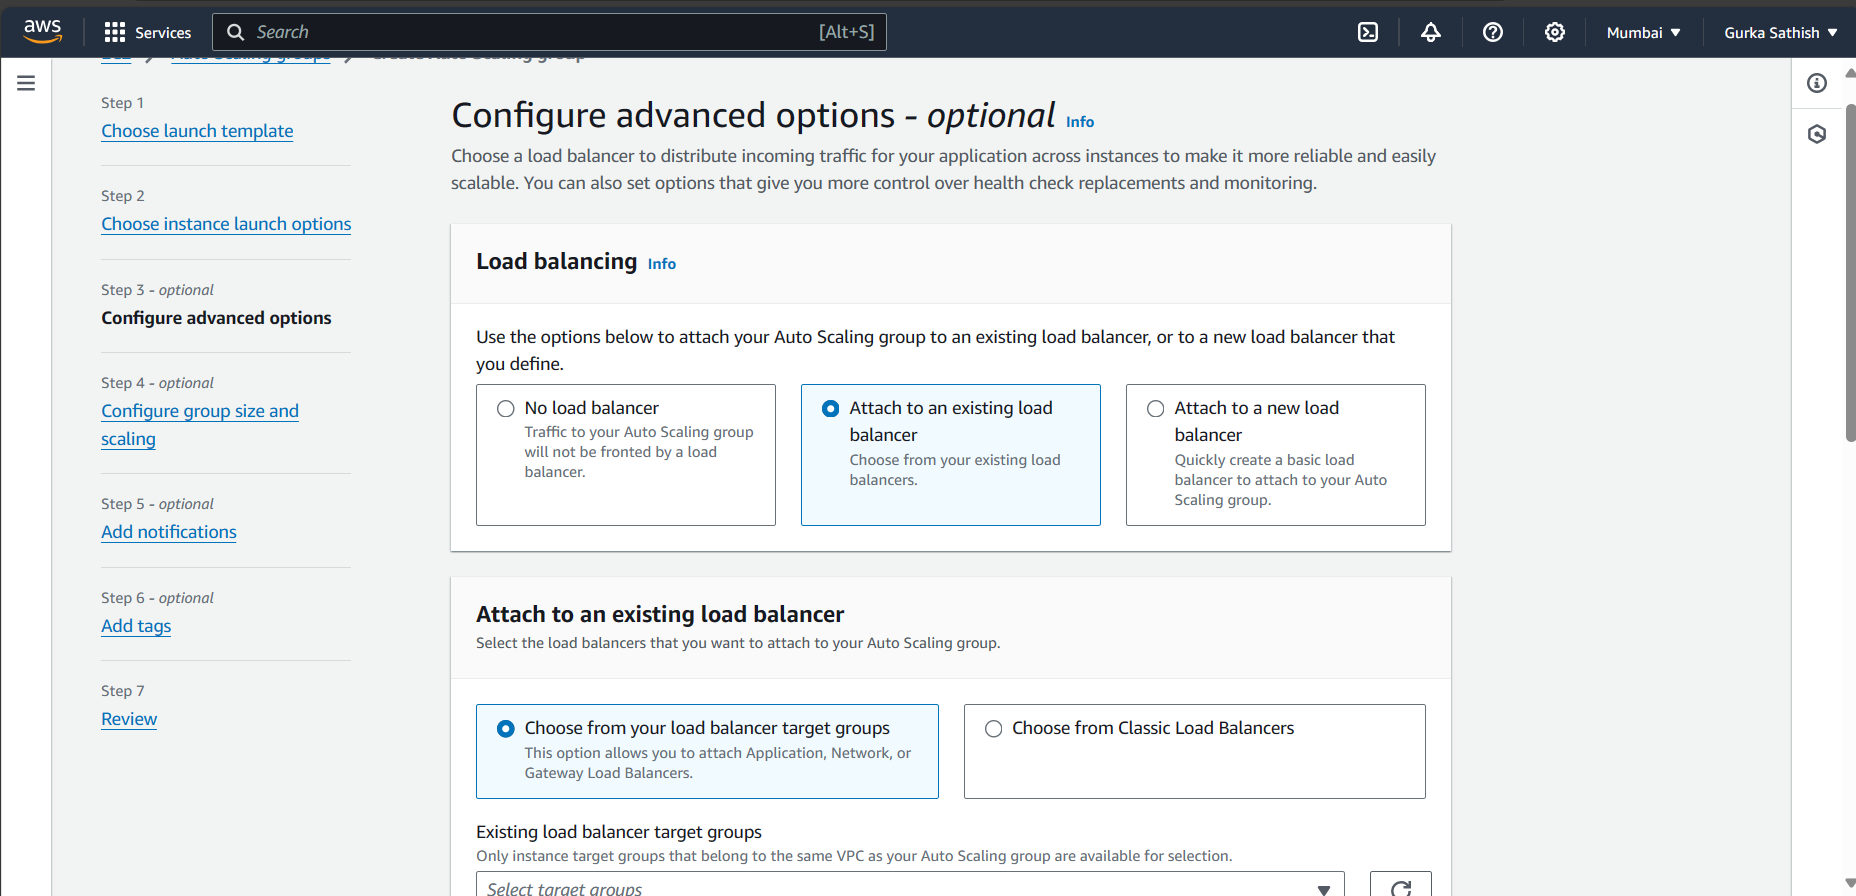 aws
Services
Search
[Alt+S]
Mumbai
Gurka Sathish
EC2
Auto Scaling groups
Create Auto Scaling group
Step 1
Choose launch template
Step 2
Choose instance launch options
Step 3 - optional
Configure advanced options
Step 4 - optional
Configure group size and
scaling
Step 5 - optional
Add notifications
Step 6 - optional
Add tags
Step 7
Review
Configure advanced options - optional Info
Choose a load balancer to distribute incoming traffic for your application across instances to make it more reliable and easily
scalable. You can also set options that give you more control over health check replacements and monitoring.
Load balancing Info
Use the options below to attach your Auto Scaling group to an existing load balancer, or to a new load balancer that
you define.
No load balancer
Traffic to your Auto Scaling group
will not be fronted by a load
balancer.
Attach to an existing load
balancer
Choose from your existing load
balancers.
Attach to a new load
balancer
Quickly create a basic load
balancer to attach to your Auto
Scaling group.
Attach to an existing load balancer
Select the load balancers that you want to attach to your Auto Scaling group.
Choose from your load balancer target groups
This option allows you to attach Application, Network, or
Gateway Load Balancers.
Choose from Classic Load Balancers
Existing load balancer target groups
Only instance target groups that belong to the same VPC as your Auto Scaling group are available for selection.
Select target groups